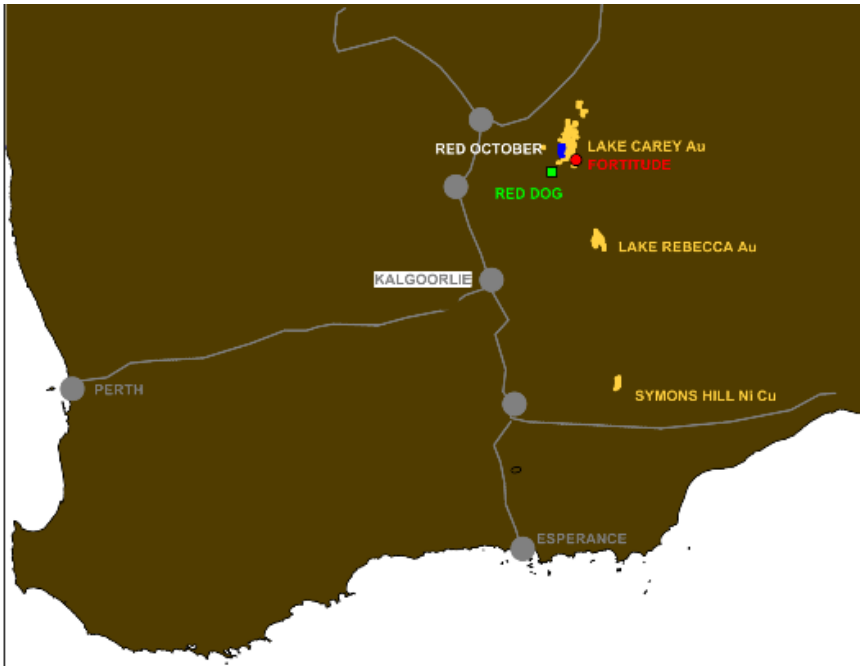 RED OCTOBER
LAKE CAREY Au
FORTITUDE
RED DOG
LAKE REBECCA Au
KALGOORLIE
PERTH
SYMONS HILL Ni Cu
ESPERANCE